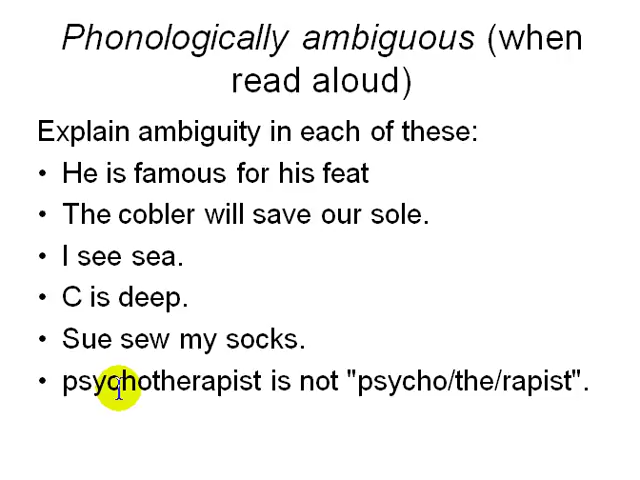 Phonologically ambiguous (when
read aloud)
Explain ambiguity in each of these:
• He is famous for his feat
• The cobler will save our sole.
• I see sea.
• C is deep.
• Sue sew my socks.
• psychotherapist is not "psycho/the/rapist".